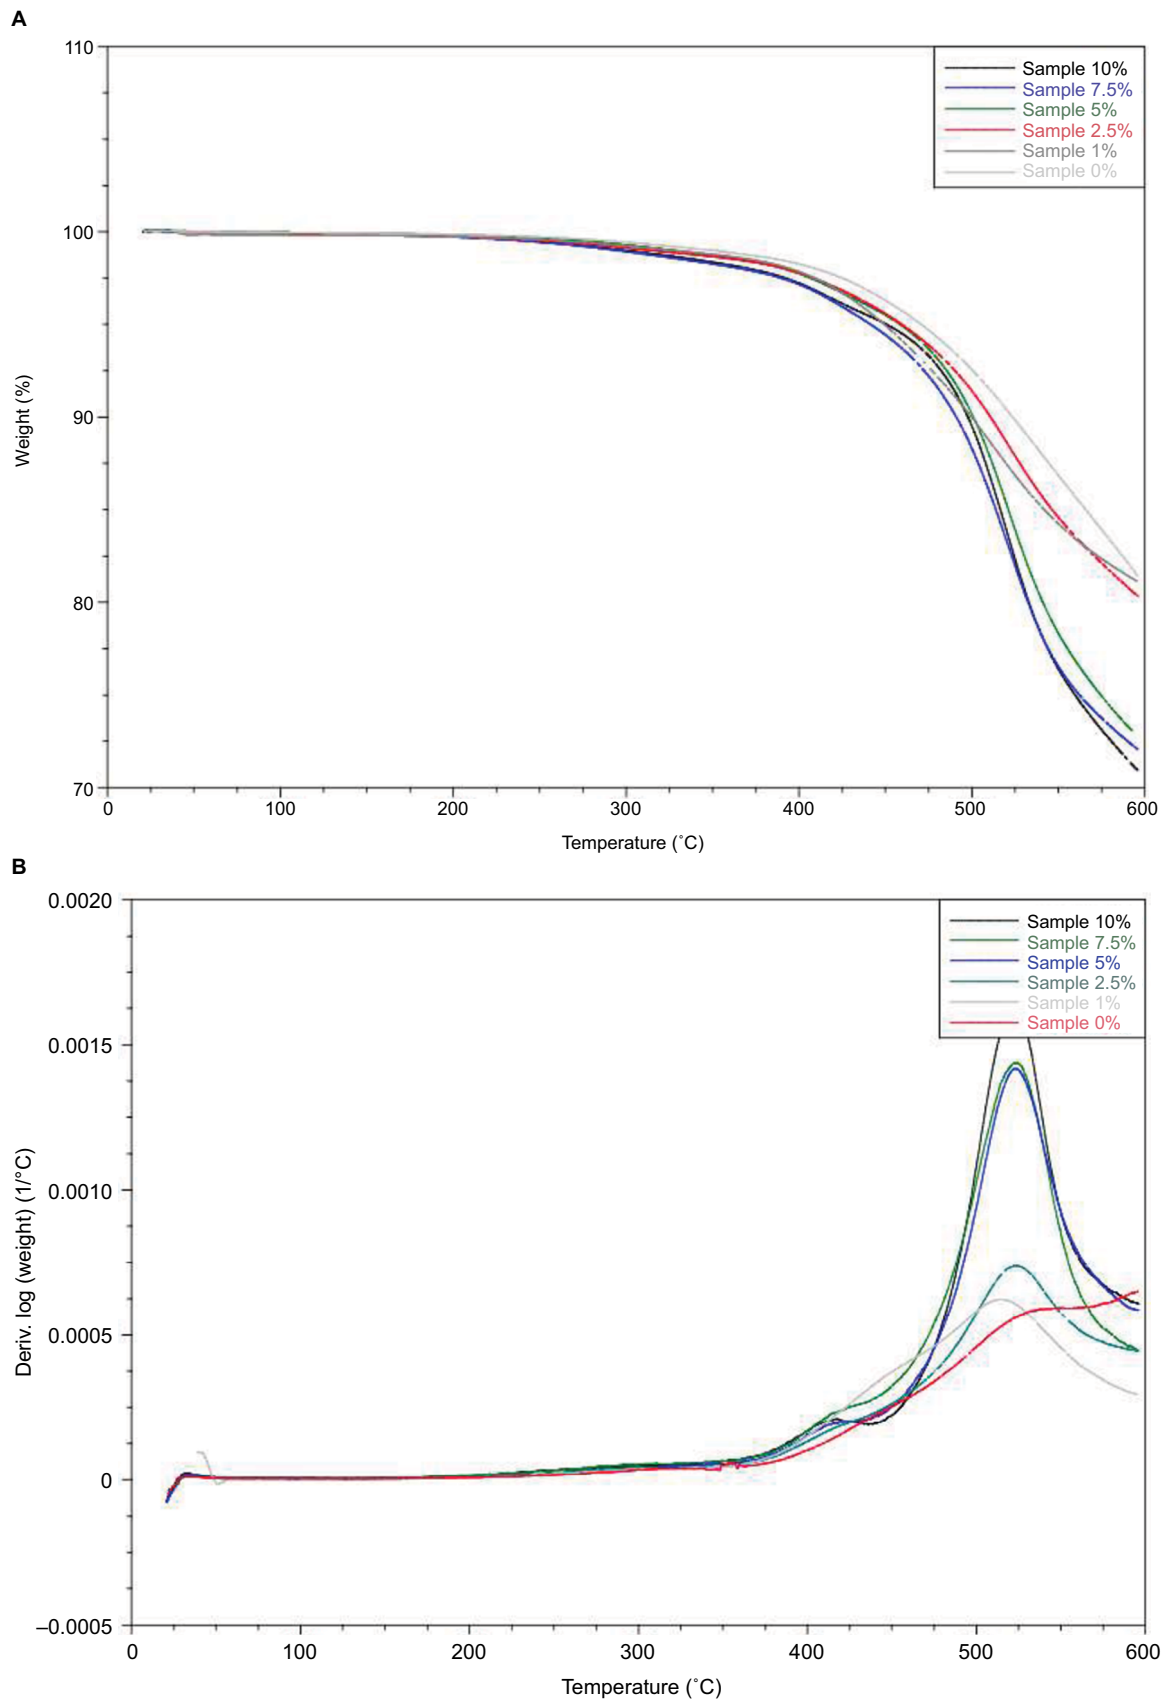 A
110
100
90
80
70
Weight (%)
Sample 10%
Sample 7.5%
Sample 5%
Sample 2.5%
Sample 1%
Sample 0%
0
100
200
300
400
500
600
Temperature (˚C)
B
0.0020
0.0015
0.0010
0.0005
0
–0.0005
Deriv. log (weight) (1/°C)
Sample 10%
Sample 7.5%
Sample 5%
Sample 2.5%
Sample 1%
Sample 0%
0
100
200
300
400
500
600
Temperature (˚C)